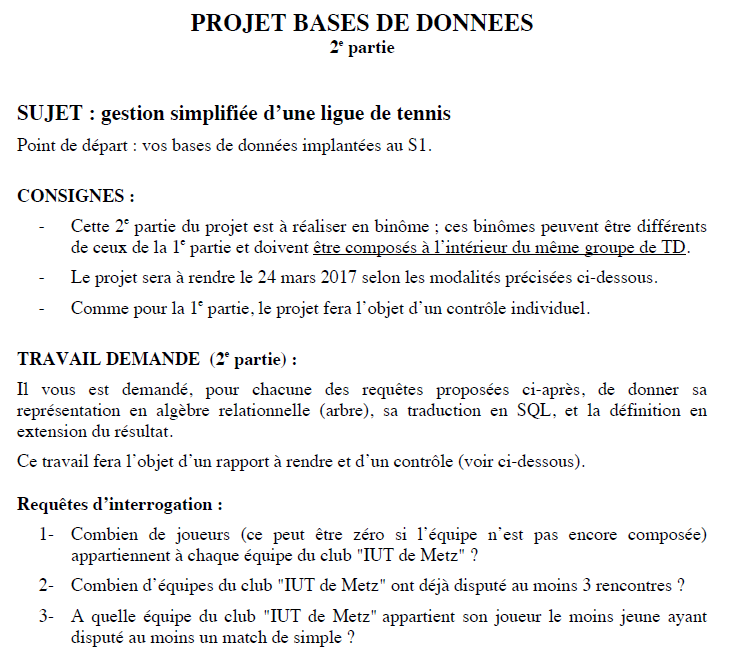 PROJET BASES DE DONNEES
2e partie
SUJET : gestion simplifiée d’une ligue de tennis
Point de départ : vos bases de données implantées au S1.
CONSIGNES :
- Cette 2e partie du projet est à réaliser en binôme ; ces binômes peuvent être différents
de ceux de la 1e partie et doivent être composés à l’intérieur du même groupe de TD.
- Le projet sera à rendre le 24 mars 2017 selon les modalités précisées ci-dessous.
- Comme pour la 1e partie, le projet fera l’objet d’un contrôle individuel.
TRAVAIL DEMANDE (2e partie) :
Il vous est demandé, pour chacune des requêtes proposées ci-après, de donner sa
représentation en algèbre relationnelle (arbre), sa traduction en SQL, et la définition en
extension du résultat.
Ce travail fera l’objet d’un rapport à rendre et d’un contrôle (voir ci-dessous).
Requêtes d’interrogation :
1- Combien de joueurs (ce peut être zéro si l’équipe n’est pas encore composée)
appartiennent à chaque équipe du club "IUT de Metz" ?
2- Combien d’équipes du club "IUT de Metz" ont déjà disputé au moins 3 rencontres ?
3- A quelle équipe du club "IUT de Metz" appartient son joueur le moins jeune ayant
disputé au moins un match de simple ?